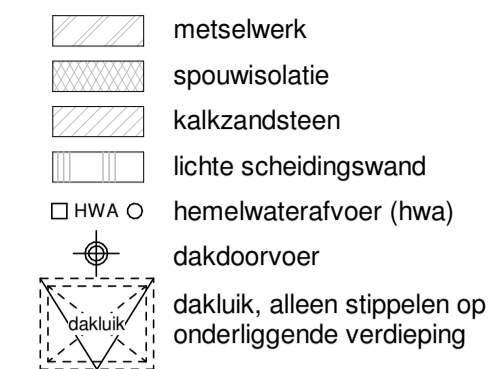 metselwerk
spouwisolatie
kalkzandsteen
lichte scheidingswand
HWA hemelwaterafvoer (hwa)
dakdoorvoer
dakluik
dakluik, alleen stippelen op
onderliggende verdieping